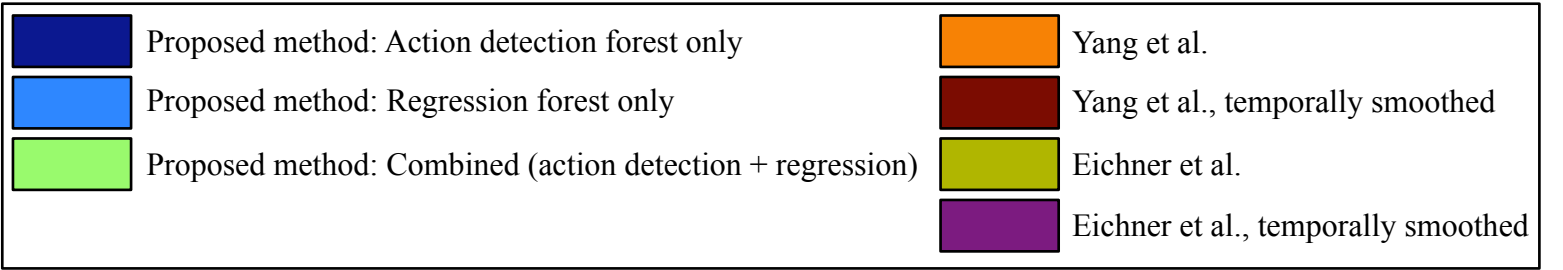 Proposed method: Action detection forest only
Proposed method: Regression forest only
Proposed method: Combined (action detection + regression)
Yang et al.
Yang et al., temporally smoothed
Eichner et al.
Eichner et al., temporally smoothed